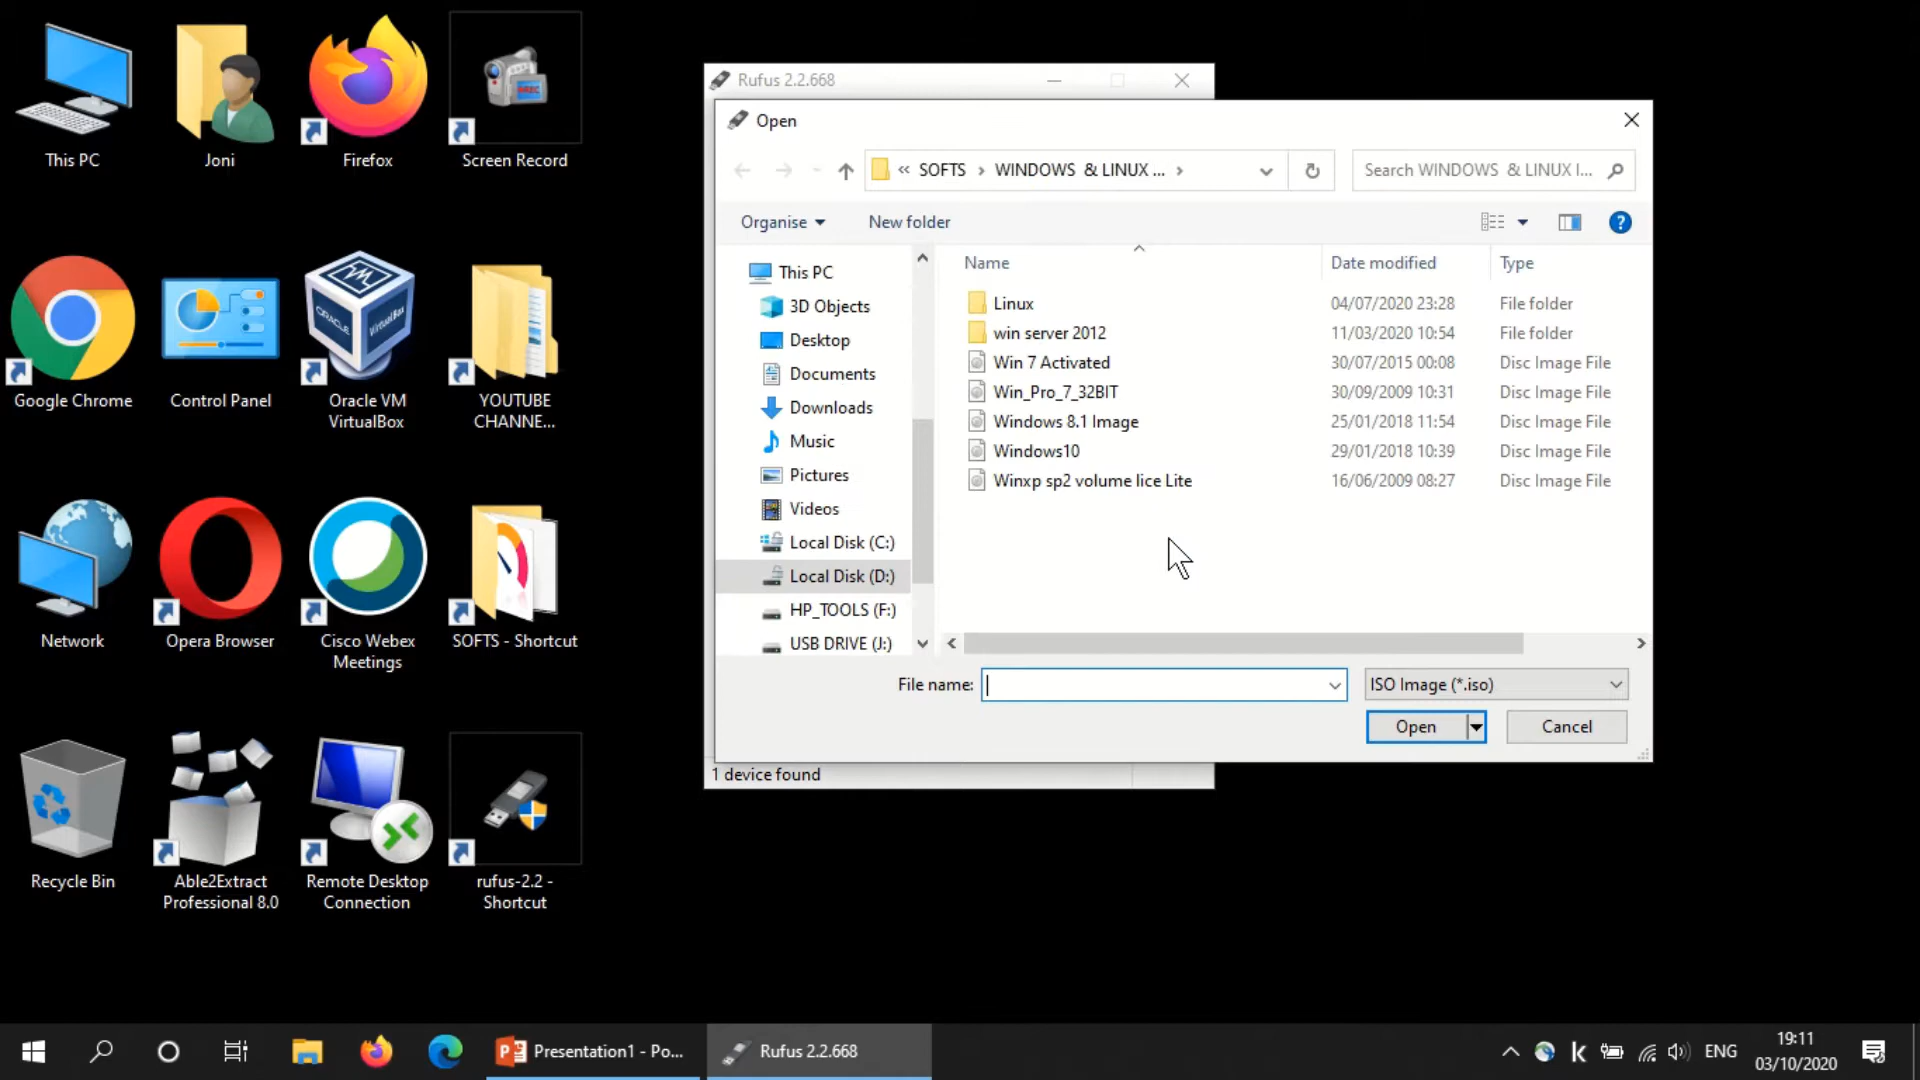 This PC
Joni
Firefox
Screen Record
Google Chrome
Control Panel
Oracle VM
VirtualBox
YOUTUBE
CHANNE...
Network
Opera Browser
Cisco Webex
Meetings
SOFTS - Shortcut
Recycle Bin
Able2Extract
Professional 8.0
Remote Desktop
Connection
rufus-2.2 -
Shortcut
Rufus 2.2.668
Open
« SOFTS › WINDOWS & LINUX ... ›
Search WINDOWS & LINUX I...
Organise
New folder
This PC
3D Objects
Desktop
Documents
Downloads
Music
Pictures
Videos
Local Disk (C:)
Local Disk (D:)
HP_TOOLS (F:)
USB DRIVE (J:)
Name Date modified Type
Linux 04/07/2020 23:28 File folder
win server 2012 11/03/2020 10:54 File folder
Win 7 Activated 30/07/2015 00:08 Disc Image File
Win_Pro_7_32BIT 30/09/2009 10:31 Disc Image File
Windows 8.1 Image 25/01/2018 11:54 Disc Image File
Windows10 29/01/2018 10:39 Disc Image File
Winxp sp2 volume lice Lite 16/06/2009 08:27 Disc Image File
File name:
ISO Image (*.iso)
Open
Cancel
1 device found
Presentation1 - Po...
Rufus 2.2.668
ENG
19:11
03/10/2020